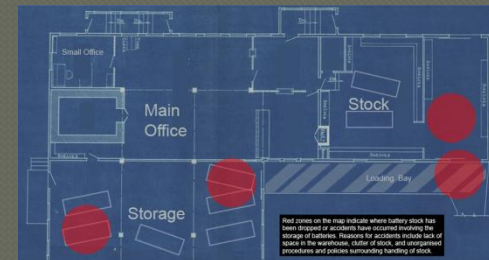 Small Office
Main
Office
Stock
Loading Bay
Storage
SHELVES
SHELVES
Red zones on the map indicate where battery stock has
been dropped or accidents have occurred involving the
storage of batteries. Reasons for accidents include lack of
space in the warehouse, clutter of stock, and unorganised
procedures and policies surrounding handling of stock.